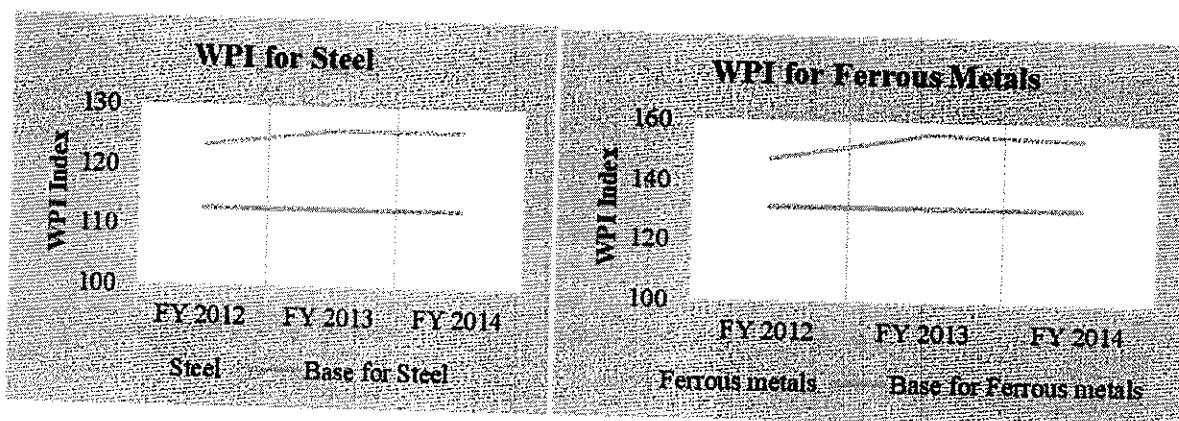 WPI for Steel
130
120
110
100
WPI Index
FY 2012 FY 2013 FY 2014
Steel Base for Steel
WPI for Ferrous Metals
160
140
120
100
WPI Index
FY 2012 FY 2013 FY 2014
Ferrous metals Base for Ferrous metals